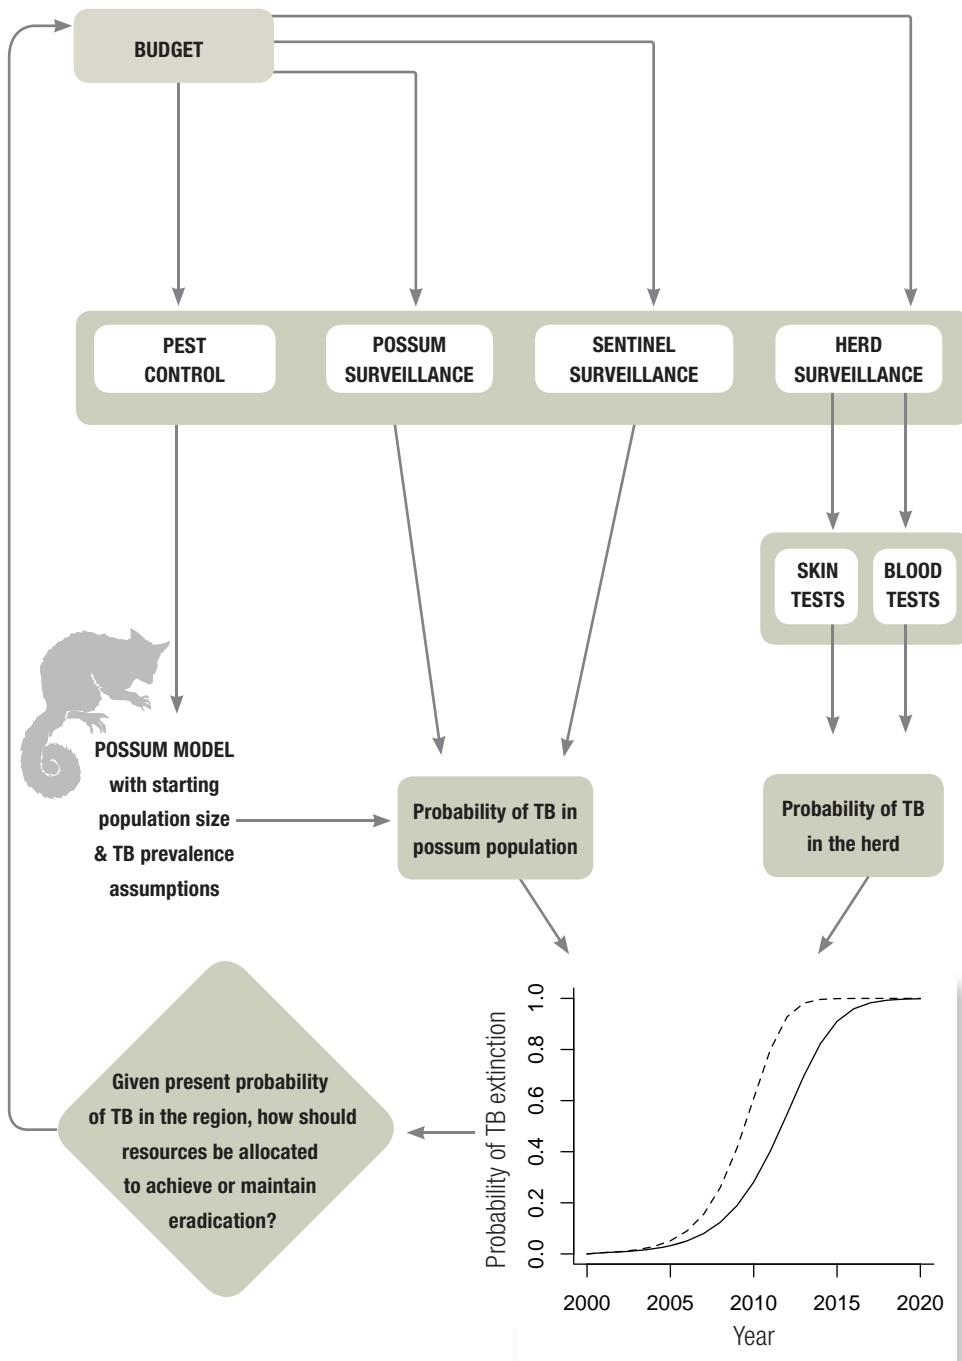 BUDGET
PEST
CONTROL
POSSUM
SURVEILLANCE
SENTINEL
SURVEILLANCE
HERD
SURVEILLANCE
SKIN
TESTS
BLOOD
TESTS
POSSUM MODEL
with starting
population size
& TB prevalence
assumptions
Probability of TB in
possum population
Probability of TB
in the herd
Given present probability
of TB in the region, how should
resources be allocated
to achieve or maintain
eradication?
Probability of TB extinction
1.0
0.8
0.6
0.4
0.2
0.0
2000 2005 2010 2015 2020
Year